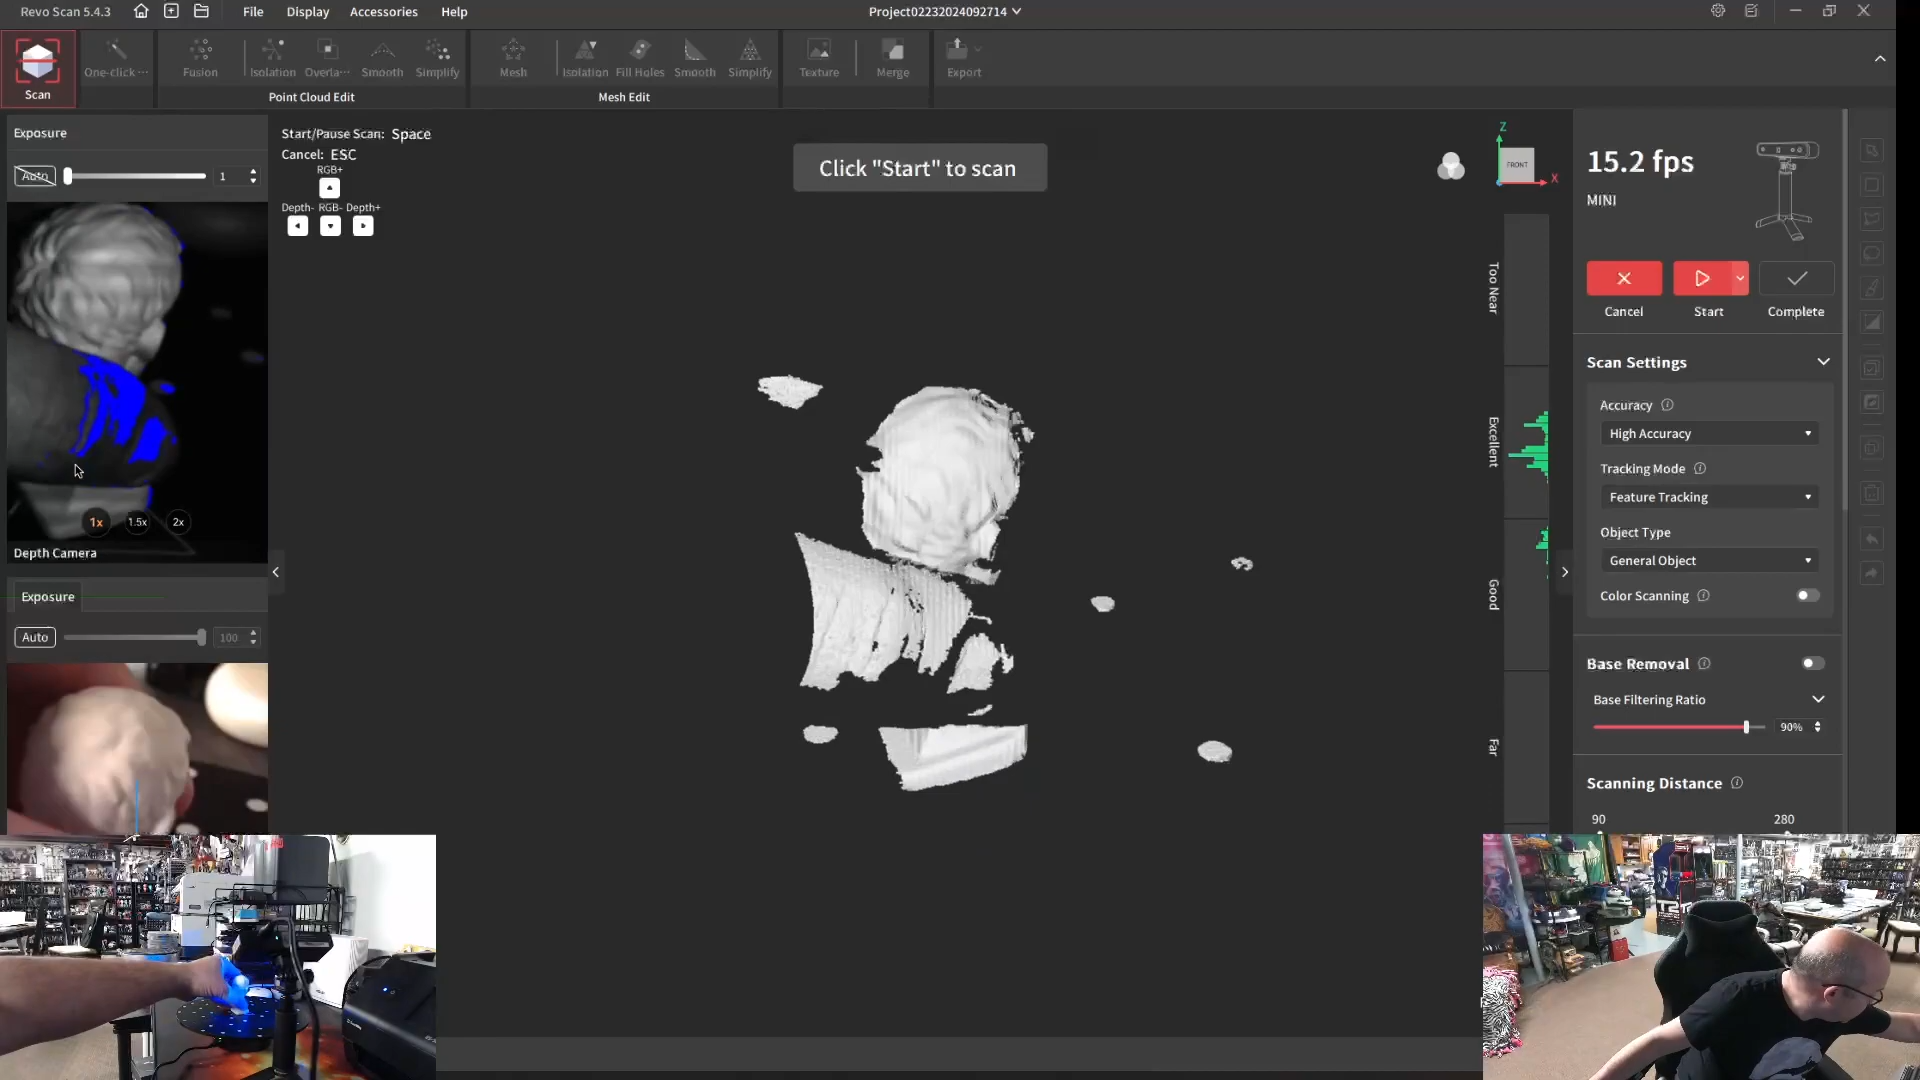 Revo Scan 5.4.3
File
Display
Accessories
Help
Project02232024092714
Scan
One-click ···
Fusion
Isolation
Overla···
Smooth
Simplify
Point Cloud Edit
Mesh
Isolation
Fill Holes
Smooth
Simplify
Mesh Edit
Texture
Merge
Export
Exposure
Auto
1
1x
1.5x
2x
Depth Camera
Exposure
Auto
100
Start/Pause Scan: Space
Cancel: ESC
RGB+
Depth- RGB- Depth+
Click "Start" to scan
Z
FRONT
X
Too Near
Excellent
Good
Far
15.2 fps
MINI
Cancel
Start
Complete
Scan Settings
Accuracy
High Accuracy
Tracking Mode
Feature Tracking
Object Type
General Object
Color Scanning
Base Removal
Base Filtering Ratio
90%
Scanning Distance
90
280